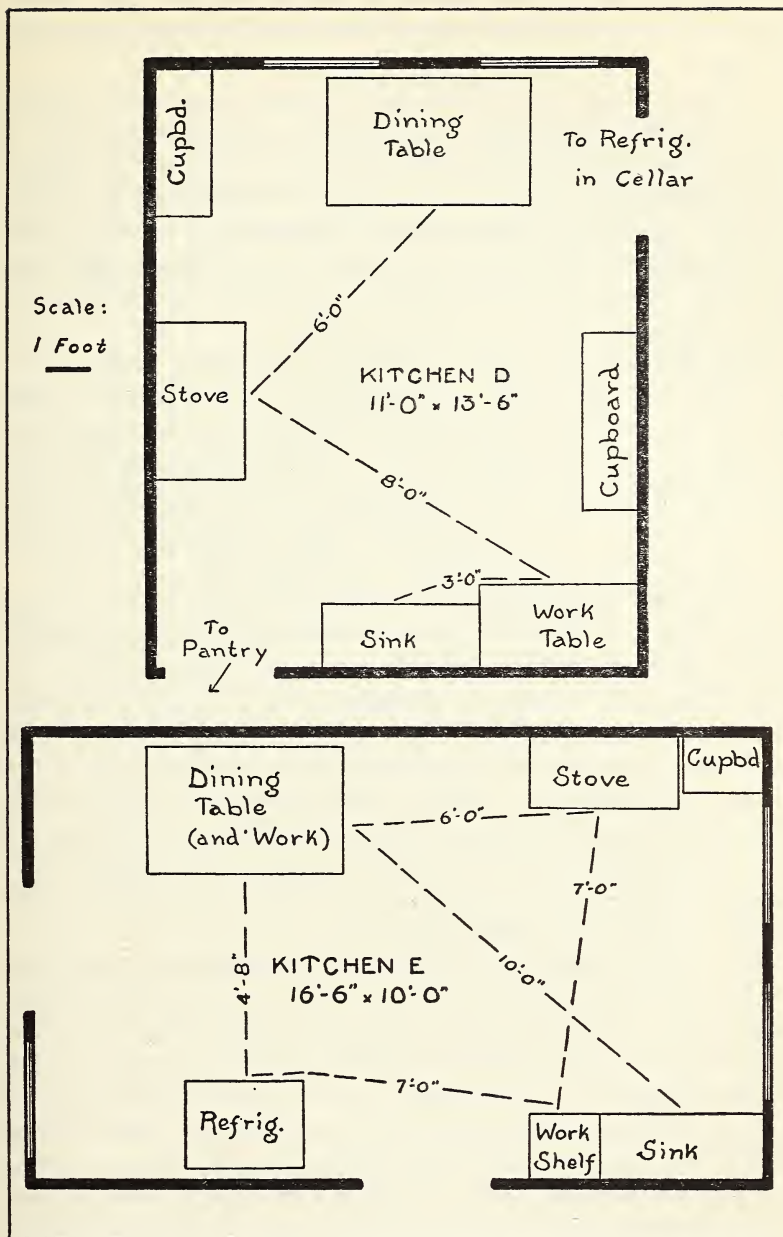 Cupbd.
Dining
Table
To Refrig.
in Cellar
Scale:
1 Foot
6'-0"
Stove
KITCHEN D
11'-0" x 13'-6"
Cupboard
8'-0"
3'-0"
To
Pantry
Sink
Work
Table
Dining
Table
(and Work)
Stove
Cupbd
6'-0"
7'-0"
4'-8"
KITCHEN E
16'-6" x 10'-0"
10'-0"
7'-0"
Refrig.
Work
Shelf
Sink